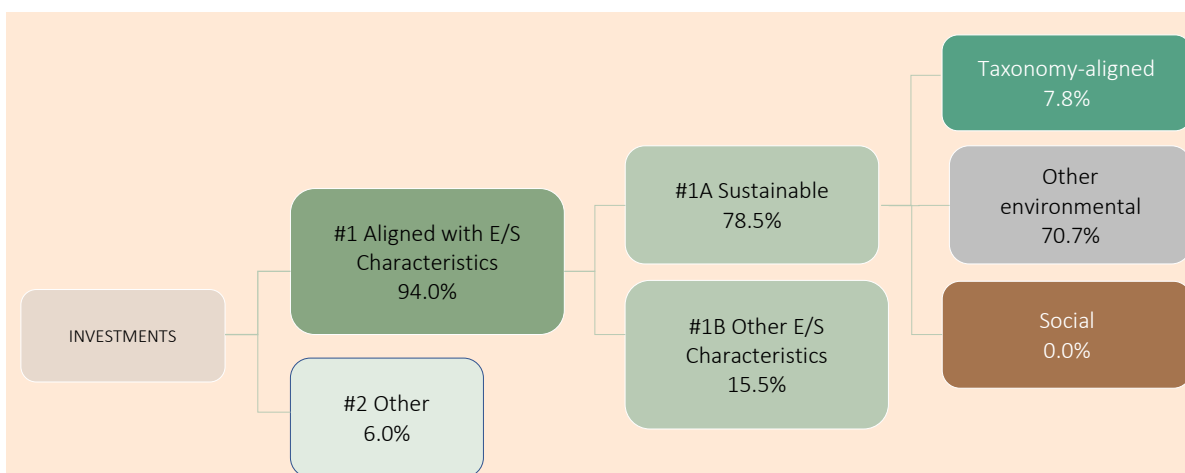 INVESTMENTS
#1 Aligned with E/S
Characteristics
94.0%
#2 Other
6.0%
#1A Sustainable
78.5%
#1B Other E/S
Characteristics
15.5%
Taxonomy-aligned
7.8%
Other
environmental
70.7%
Social
0.0%